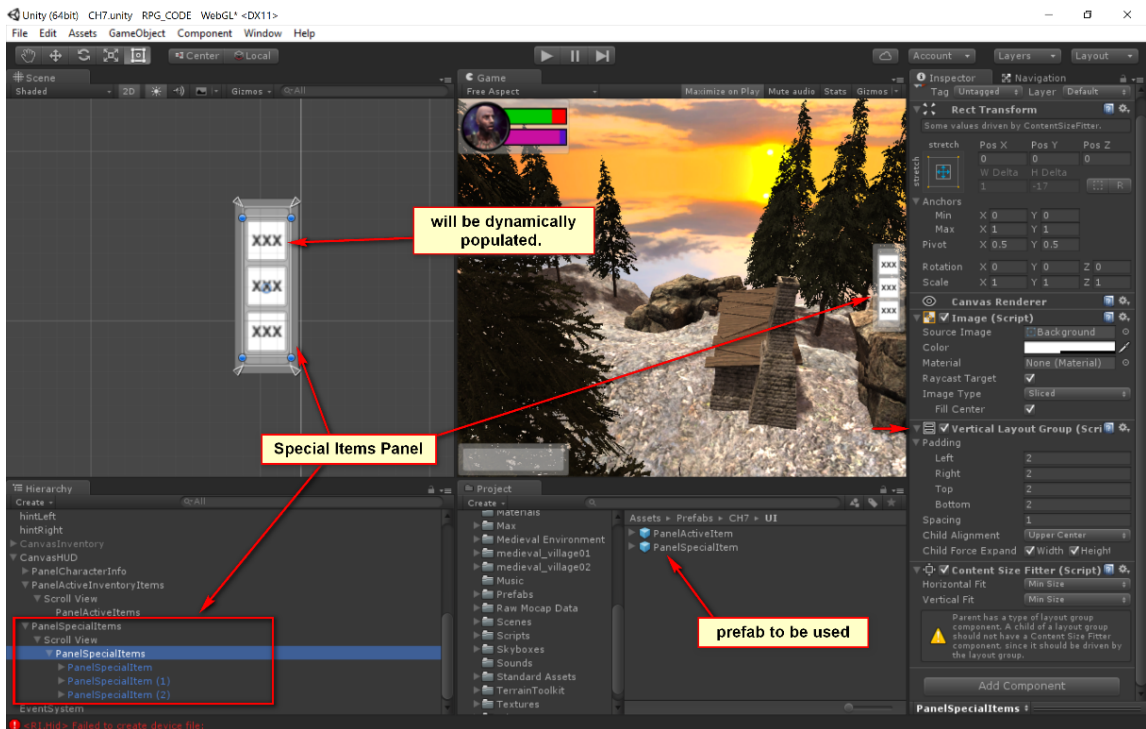 Unity (64bit) CH7.unity RPG_CODE WebGL* <DX11>
File Edit Assets GameObject Component Window Help
Center Local
Account Layers Layout
Scene
Shaded 2D Gizmos All
XXX
XXX
XXX
Game
Free Aspect Maximize on Play Mute audio Stats Gizmos
XXX
XXX
XXX
will be dynamically
populated.
Special Items Panel
prefab to be used
Hierarchy
Create All
hintLeft
hintRight
CanvasInventory
CanvasHUD
PanelCharacterInfo
PanelActiveInventoryItems
Scroll View
PanelActiveItems
PanelSpecialItems
Scroll View
PanelSpecialItems
PanelSpecialItem
PanelSpecialItem (1)
PanelSpecialItem (2)
EventSystem
<RI.Hid> Failed to create device file:
Project
Create
Materials
Max
Medieval Environment
medieval_village01
medieval_village02
Music
Prefabs
Raw Mocap Data
Scenes
Scripts
Skyboxes
Sounds
Standard Assets
TerrainToolkit
Textures
Assets Prefabs CH7 UI
PanelActiveItem
PanelSpecialItem
Inspector Navigation
Tag Untagged Layer Default
Rect Transform
Some values driven by ContentSizeFitter.
stretch Pos X Pos Y Pos Z
stretch 0 0 0
W Delta H Delta
1 -17 R
Anchors
Min X 0 Y 0
Max X 1 Y 1
Pivot X 0.5 Y 0.5
Rotation X 0 Y 0 Z 0
Scale X 1 Y 1 Z 1
Canvas Renderer
Image (Script)
Source Image Background
Color
Material None (Material)
Raycast Target
Image Type Sliced
Fill Center
Vertical Layout Group (Scri
Padding
Left 2
Right 2
Top 2
Bottom 2
Spacing 1
Child Alignment Upper Center
Child Force Expand Width Height
Content Size Fitter (Script)
Horizontal Fit Min Size
Vertical Fit Min Size
Parent has a type of layout group
component. A child of a layout group
should not have a Content Size Fitter
component, since it should be driven by
the layout group.
Add Component
PanelSpecialItems